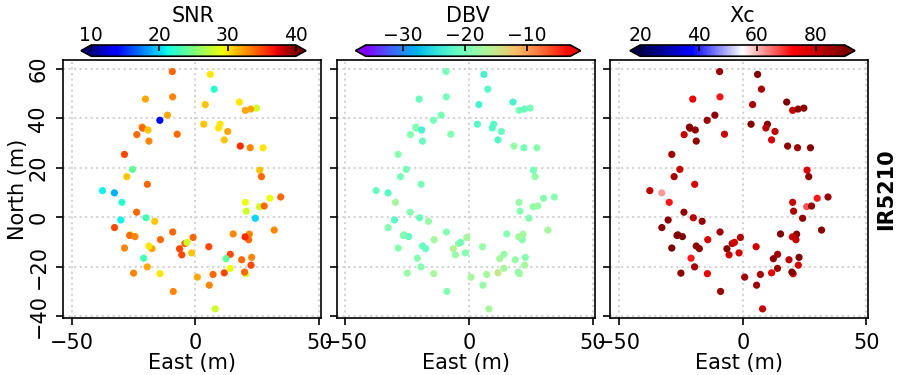 SNR DBV Xc
10 20 30 40 −30 −20 −10 20 40 60 80
60
40
20
0
−20
−40
North (m)
IR5210
−50 0 50 −50 0 50 −50 0 50
East (m) East (m) East (m)